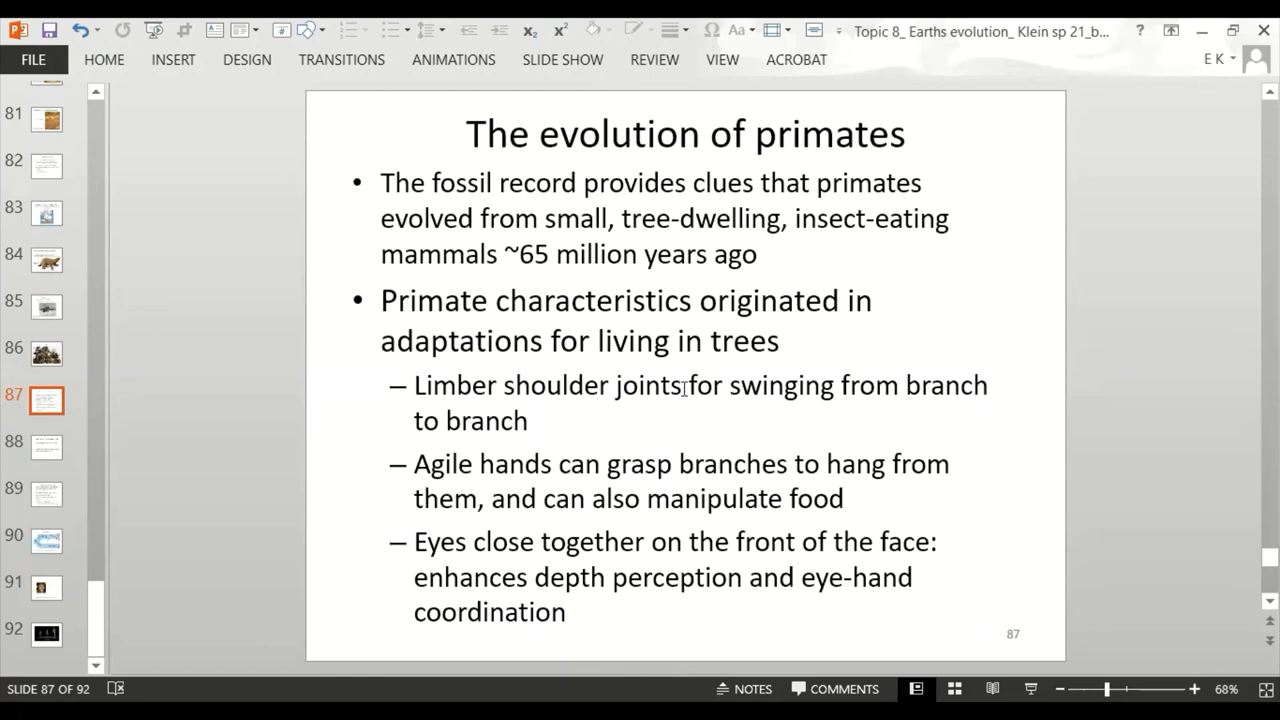 Topic 8_ Earths evolution_ Klein sp 21_b...
FILE HOME INSERT DESIGN TRANSITIONS ANIMATIONS SLIDE SHOW REVIEW VIEW ACROBAT E K
81
82
83
84
85
86
87
88
89
90
91
92
The evolution of primates
• The fossil record provides clues that primates
evolved from small, tree-dwelling, insect-eating
mammals ~65 million years ago
• Primate characteristics originated in
adaptations for living in trees
– Limber shoulder joints for swinging from branch
to branch
– Agile hands can grasp branches to hang from
them, and can also manipulate food
– Eyes close together on the front of the face:
enhances depth perception and eye-hand
coordination
87
SLIDE 87 OF 92 NOTES COMMENTS 68%